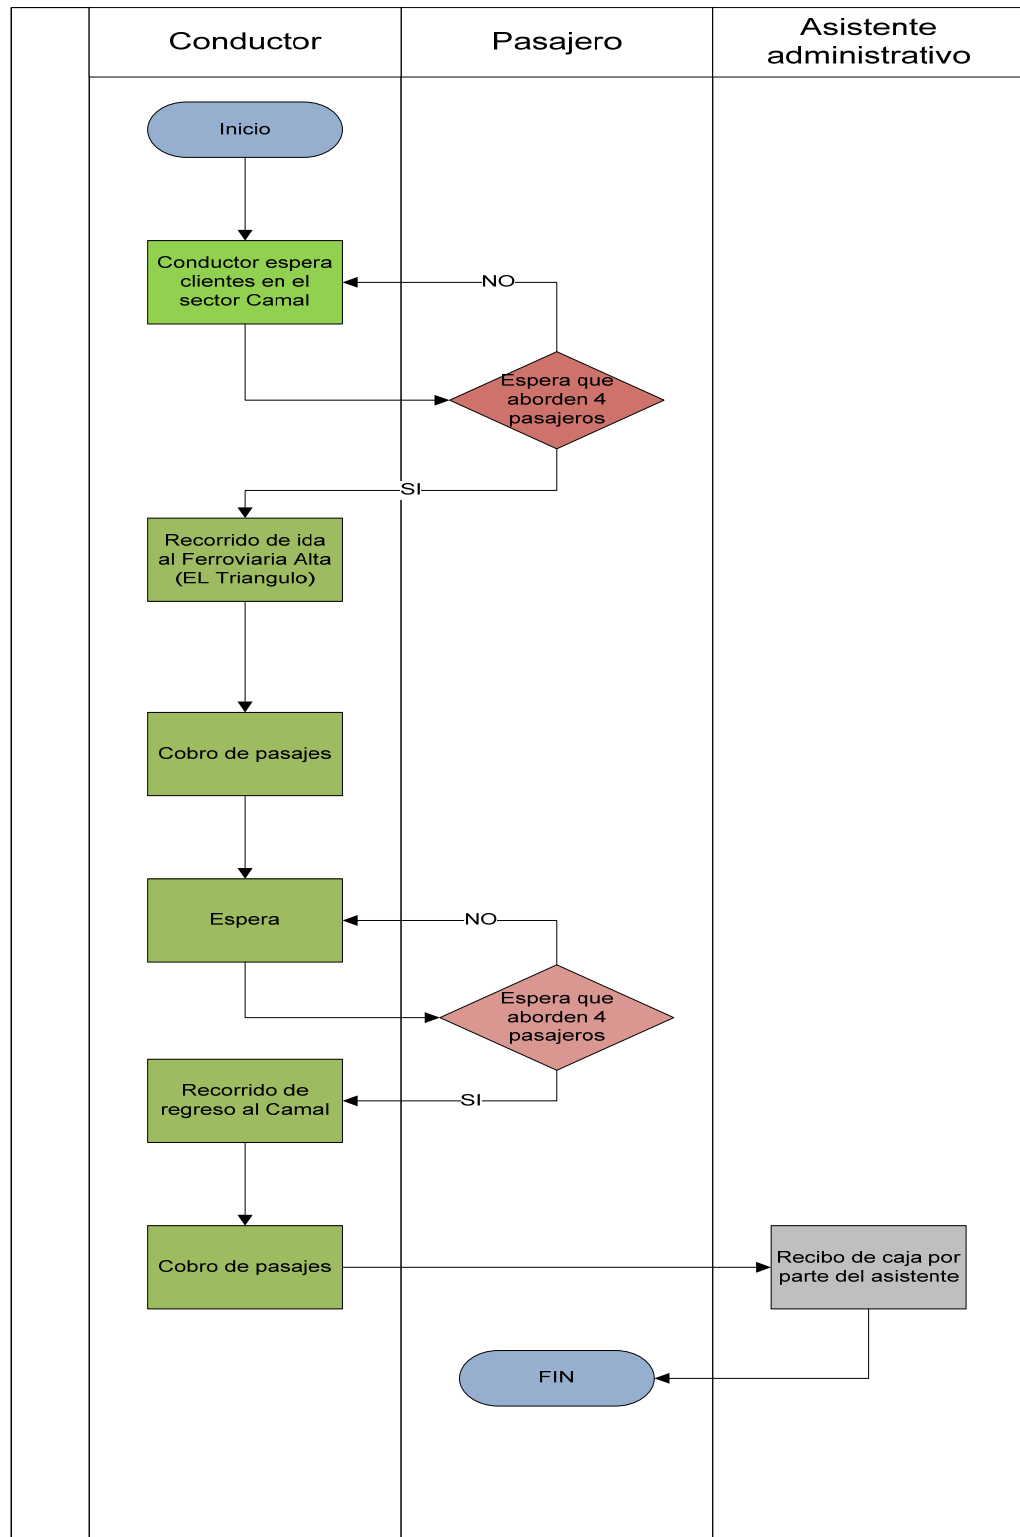 Conductor
Pasajero
Asistente
administrativo
Inicio
Conductor espera
clientes en el
sector Camal
NO
Espera que
aborden 4
pasajeros
SI
Recorrido de ida
al Ferroviaria Alta
(EL Triangulo)
Cobro de pasajes
Espera
NO
Espera que
aborden 4
pasajeros
Recorrido de
regreso al Camal
SI
Cobro de pasajes
Recibo de caja por
parte del asistente
FIN